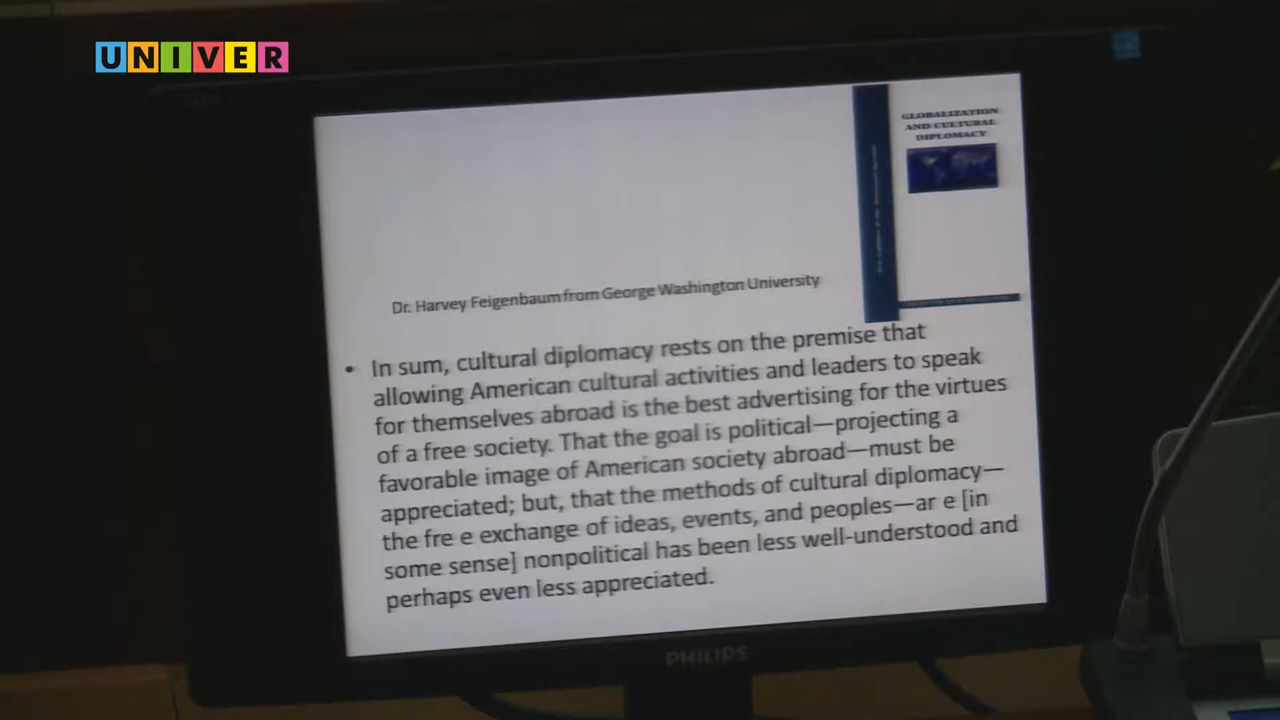 UNIVER
GLOBALIZATION
AND CULTURAL
DIPLOMACY
Dr. Harvey Feigenbaum from George Washington University
• In sum, cultural diplomacy rests on the premise that
allowing American cultural activities and leaders to speak
for themselves abroad is the best advertising for the virtues
of a free society. That the goal is political—projecting a
favorable image of American society abroad—must be
appreciated; but, that the methods of cultural diplomacy—
the fre e exchange of ideas, events, and peoples—ar e [in
some sense] nonpolitical has been less well-understood and
perhaps even less appreciated.
PHILIPS